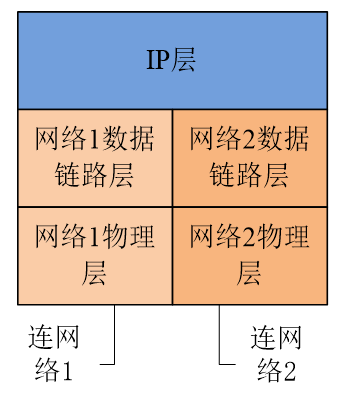 IP层
网络1数据
链路层
网络2数据
链路层
网络1物理
层
网络2物理
层
连网
络1
连网
络2